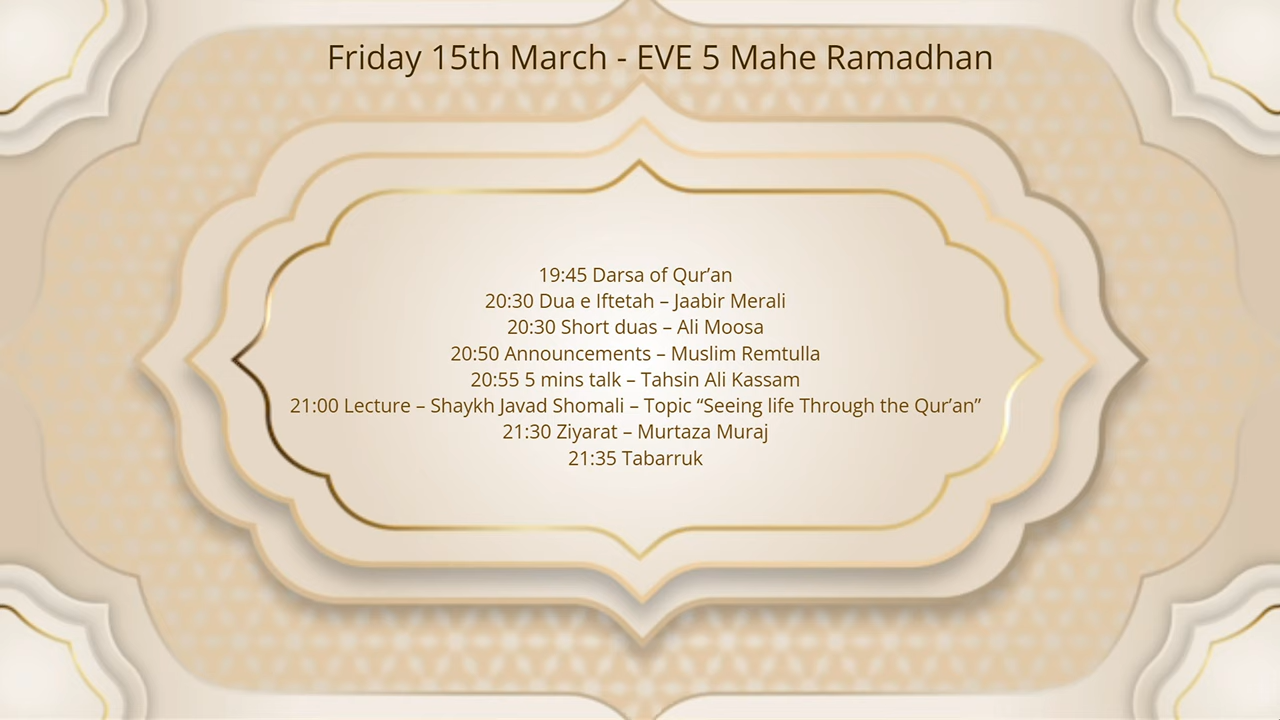 Friday 15th March - EVE 5 Mahe Ramadhan
19:45 Darsa of Qur’an
20:30 Dua e Iftetah – Jaabir Merali
20:30 Short duas – Ali Moosa
20:50 Announcements – Muslim Remtulla
20:55 5 mins talk – Tahsin Ali Kassam
21:00 Lecture – Shaykh Javad Shomali – Topic “Seeing life Through the Qur’an”
21:30 Ziyarat – Murtaza Muraj
21:35 Tabarruk